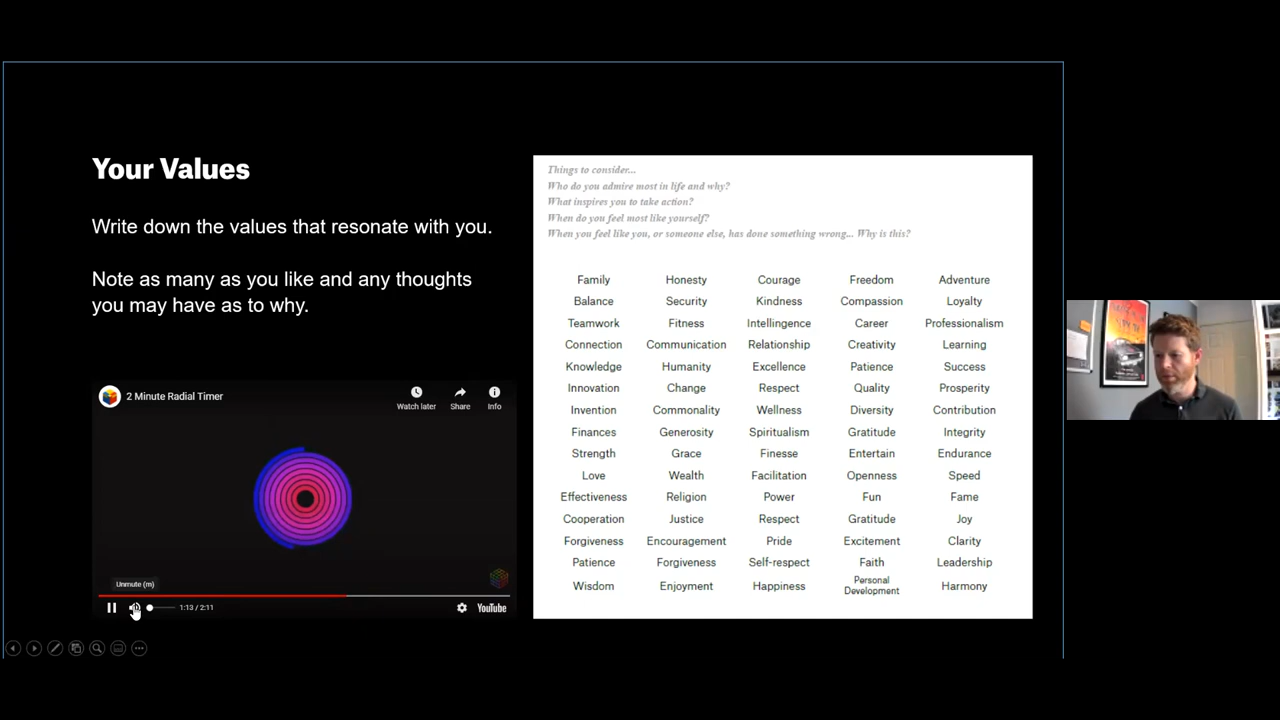 Your Values
Write down the values that resonate with you.
Note as many as you like and any thoughts
you may have as to why.
2 Minute Radial Timer
Watch later
Share
Info
Unmute (m)
1:13 / 2:11
YouTube
Things to consider...
Who do you admire most in life and why?
What inspires you to take action?
When do you feel most like yourself?
When you feel like you, or someone else, has done something wrong... Why is this?
Family Honesty Courage Freedom Adventure
Balance Security Kindness Compassion Loyalty
Teamwork Fitness Intellingence Career Professionalism
Connection Communication Relationship Creativity Learning
Knowledge Humanity Excellence Patience Success
Innovation Change Respect Quality Prosperity
Invention Commonality Wellness Diversity Contribution
Finances Generosity Spiritualism Gratitude Integrity
Strength Grace Finesse Entertain Endurance
Love Wealth Facilitation Openness Speed
Effectiveness Religion Power Fun Fame
Cooperation Justice Respect Gratitude Joy
Forgiveness Encouragement Pride Excitement Clarity
Patience Forgiveness Self-respect Faith Leadership
Wisdom Enjoyment Happiness Personal Development Harmony